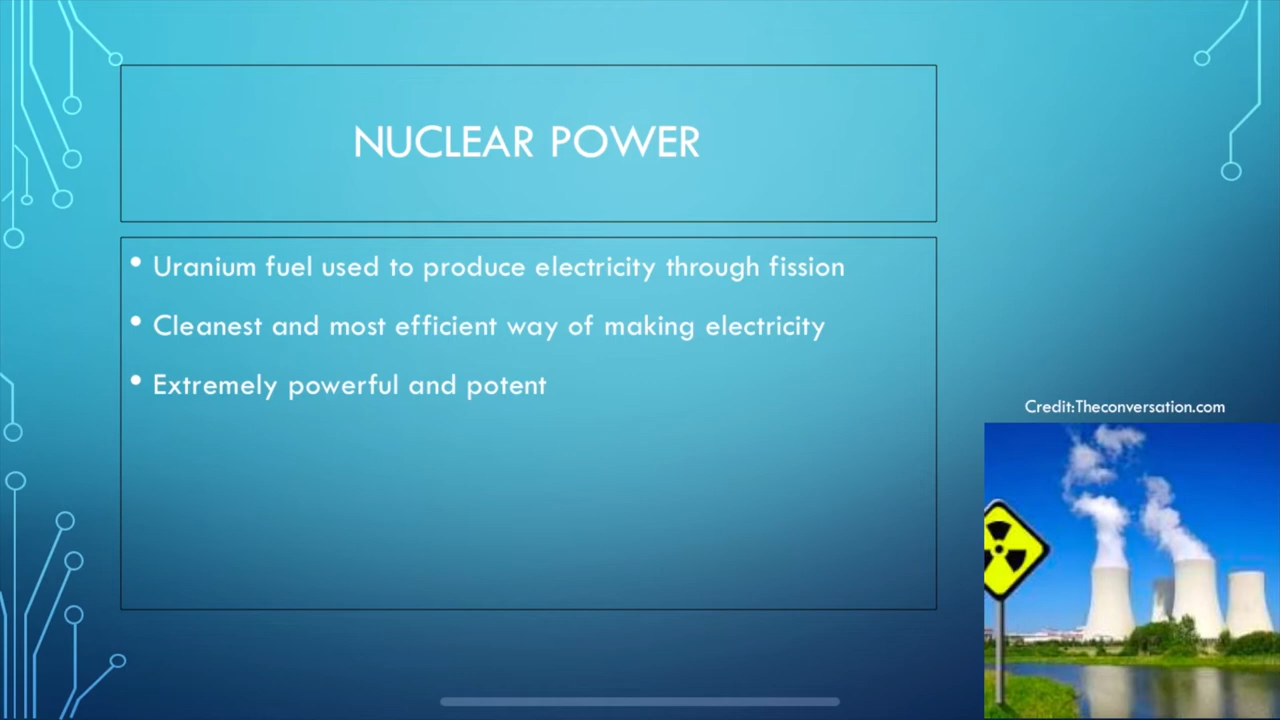 NUCLEAR POWER
• Uranium fuel used to produce electricity through fission
• Cleanest and most efficient way of making electricity
• Extremely powerful and potent
Credit:Theconversation.com